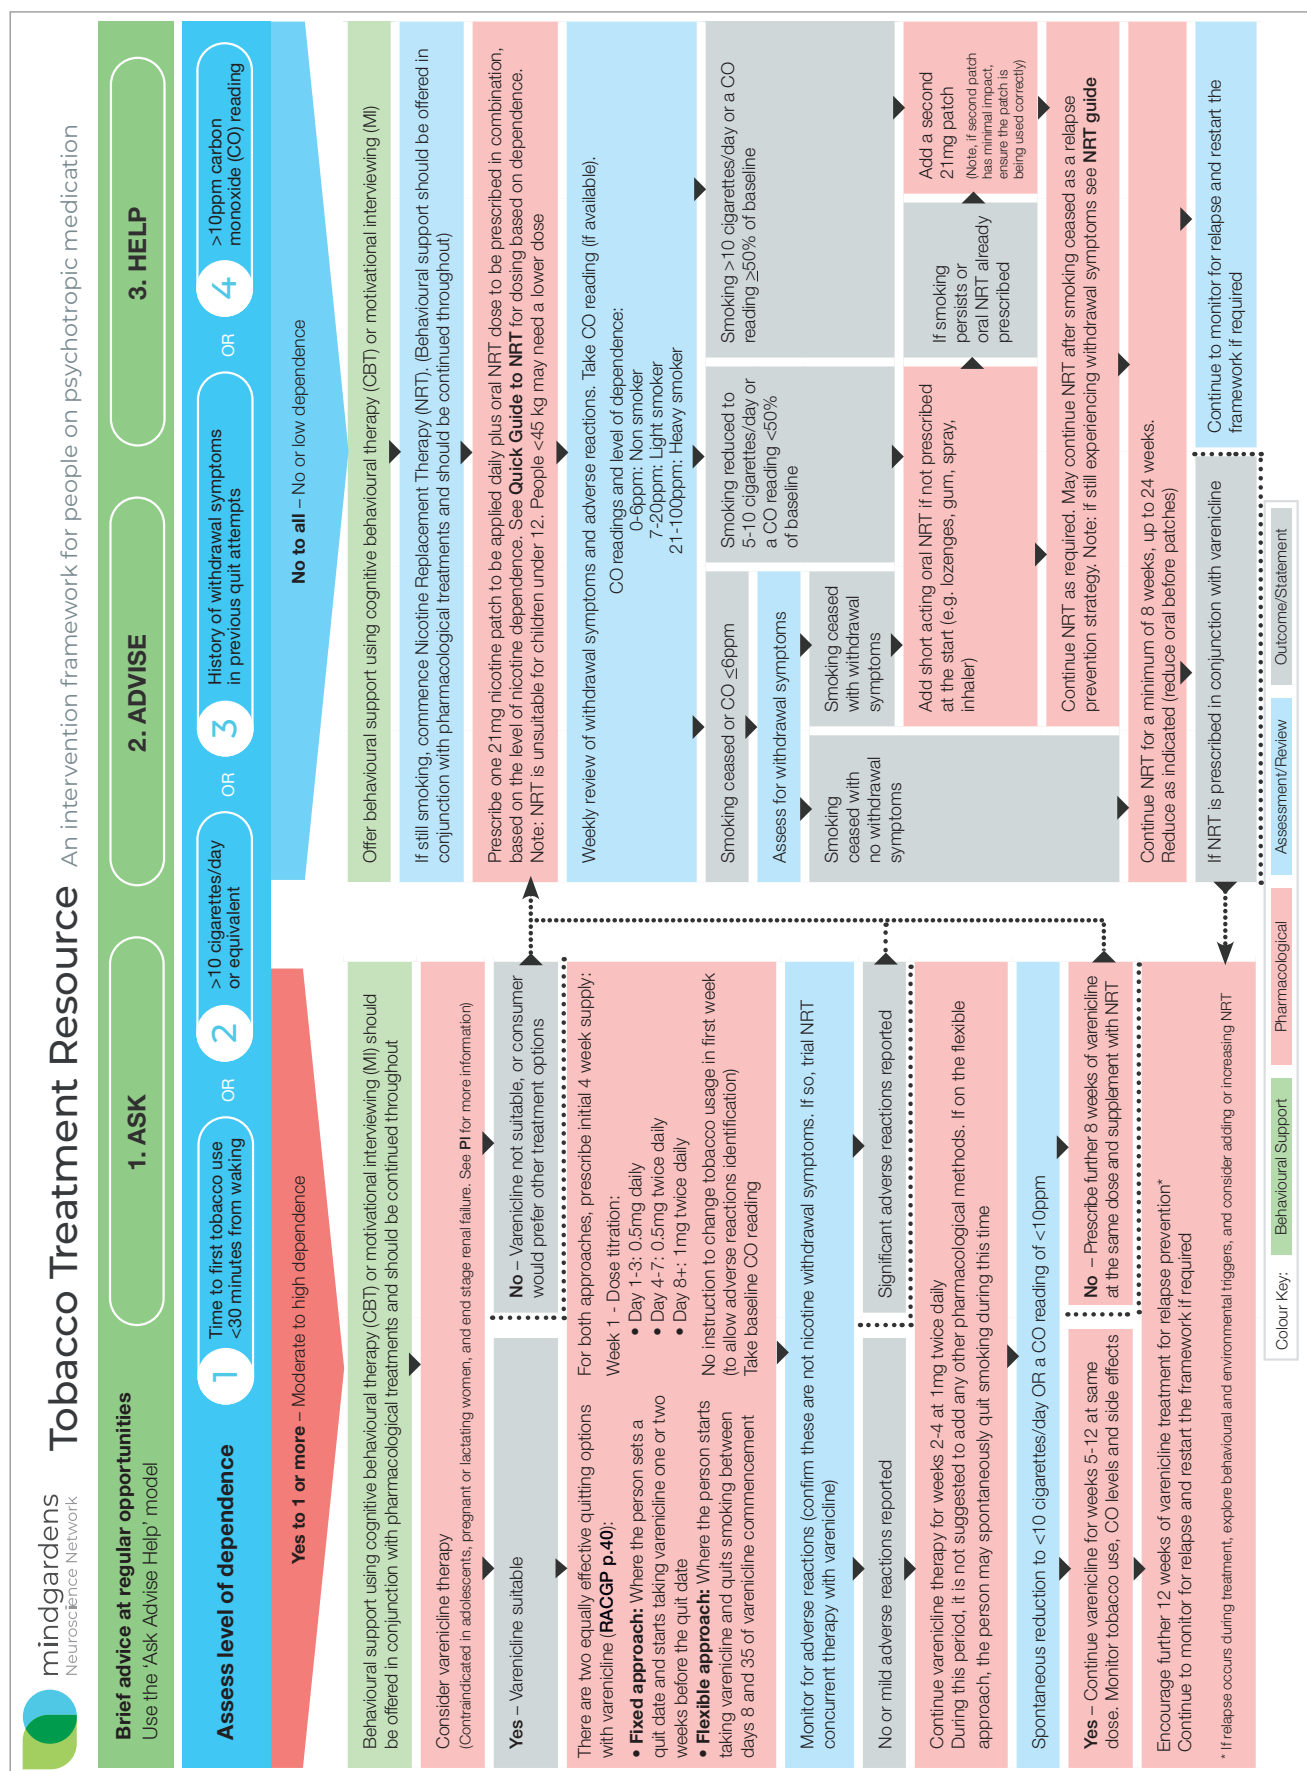 mindgardens
Neuroscience Network
Tobacco Treatment Resource An intervention framework for people on psychotropic medication
Brief advice at regular opportunities
Use the 'Ask Advise Help' model
1. ASK
2. ADVISE
3. HELP
Assess level of dependence
1
Time to first tobacco use
<30 minutes from waking
OR
2
>10 cigarettes/day
or equivalent
OR
3
History of withdrawal symptoms
in previous quit attempts
OR
4
>10ppm carbon
monoxide (CO) reading
Yes to 1 or more – Moderate to high dependence
Behavioural support using cognitive behavioural therapy (CBT) or motivational interviewing (MI) should
be offered in conjunction with pharmacological treatments and should be continued throughout
Consider varenicline therapy
(Contraindicated in adolescents, pregnant or lactating women, and end stage renal failure. See PI for more information)
Yes – Varenicline suitable
No – Varenicline not suitable, or consumer
would prefer other treatment options
There are two equally effective quitting options
with varenicline (RACGP p.40):
• Fixed approach: Where the person sets a
quit date and starts taking varenicline one or two
weeks before the quit date
• Flexible approach: Where the person starts
taking varenicline and quits smoking between
days 8 and 35 of varenicline commencement
For both approaches, prescribe initial 4 week supply:
Week 1 - Dose titration:
• Day 1-3: 0.5mg daily
• Day 4-7: 0.5mg twice daily
• Day 8+: 1mg twice daily
No instruction to change tobacco usage in first week
(to allow adverse reactions identification)
Take baseline CO reading
Monitor for adverse reactions (confirm these are not nicotine withdrawal symptoms. If so, trial NRT
concurrent therapy with varenicline)
No or mild adverse reactions reported
Significant adverse reactions reported
Continue varenicline therapy for weeks 2-4 at 1mg twice daily
During this period, it is not suggested to add any other pharmacological methods. If on the flexible
approach, the person may spontaneously quit smoking during this time
Spontaneous reduction to <10 cigarettes/day OR a CO reading of <10ppm
Yes – Continue varenicline for weeks 5-12 at same
dose. Monitor tobacco use, CO levels and side effects
No – Prescribe further 8 weeks of varenicline
at the same dose and supplement with NRT
Encourage further 12 weeks of varenicline treatment for relapse prevention*
Continue to monitor for relapse and restart the framework if required
* If relapse occurs during treatment, explore behavioural and environmental triggers, and consider adding or increasing NRT
No to all – No or low dependence
Offer behavioural support using cognitive behavioural therapy (CBT) or motivational interviewing (MI)
If still smoking, commence Nicotine Replacement Therapy (NRT). (Behavioural support should be offered in
conjunction with pharmacological treatments and should be continued throughout)
Prescribe one 21mg nicotine patch to be applied daily plus oral NRT dose to be prescribed in combination,
based on the level of nicotine dependence. See Quick Guide to NRT for dosing based on dependence.
Note: NRT is unsuitable for children under 12. People <45 kg may need a lower dose
Weekly review of withdrawal symptoms and adverse reactions. Take CO reading (if available).
CO readings and level of dependence:
0-6ppm: Non smoker
7-20ppm: Light smoker
21-100ppm: Heavy smoker
Smoking ceased or CO ≤6ppm
Assess for withdrawal symptoms
Smoking
ceased with
no withdrawal
symptoms
Smoking ceased
with withdrawal
symptoms
Smoking reduced to
5-10 cigarettes/day or
a CO reading <50%
of baseline
Smoking >10 cigarettes/day or a CO
reading ≥50% of baseline
Add short acting oral NRT if not prescribed
at the start (e.g. lozenges, gum, spray,
inhaler)
If smoking
persists or
oral NRT already
prescribed
Add a second
21mg patch
(Note, if second patch
has minimal impact,
ensure the patch is
being used correctly)
Continue NRT as required. May continue NRT after smoking ceased as a relapse
prevention strategy. Note: if still experiencing withdrawal symptoms see NRT guide
Continue NRT for a minimum of 8 weeks, up to 24 weeks.
Reduce as indicated (reduce oral before patches)
If NRT is prescribed in conjunction with varenicline
Continue to monitor for relapse and restart the
framework if required
Colour Key:
Behavioural Support
Pharmacological
Assessment/Review
Outcome/Statement